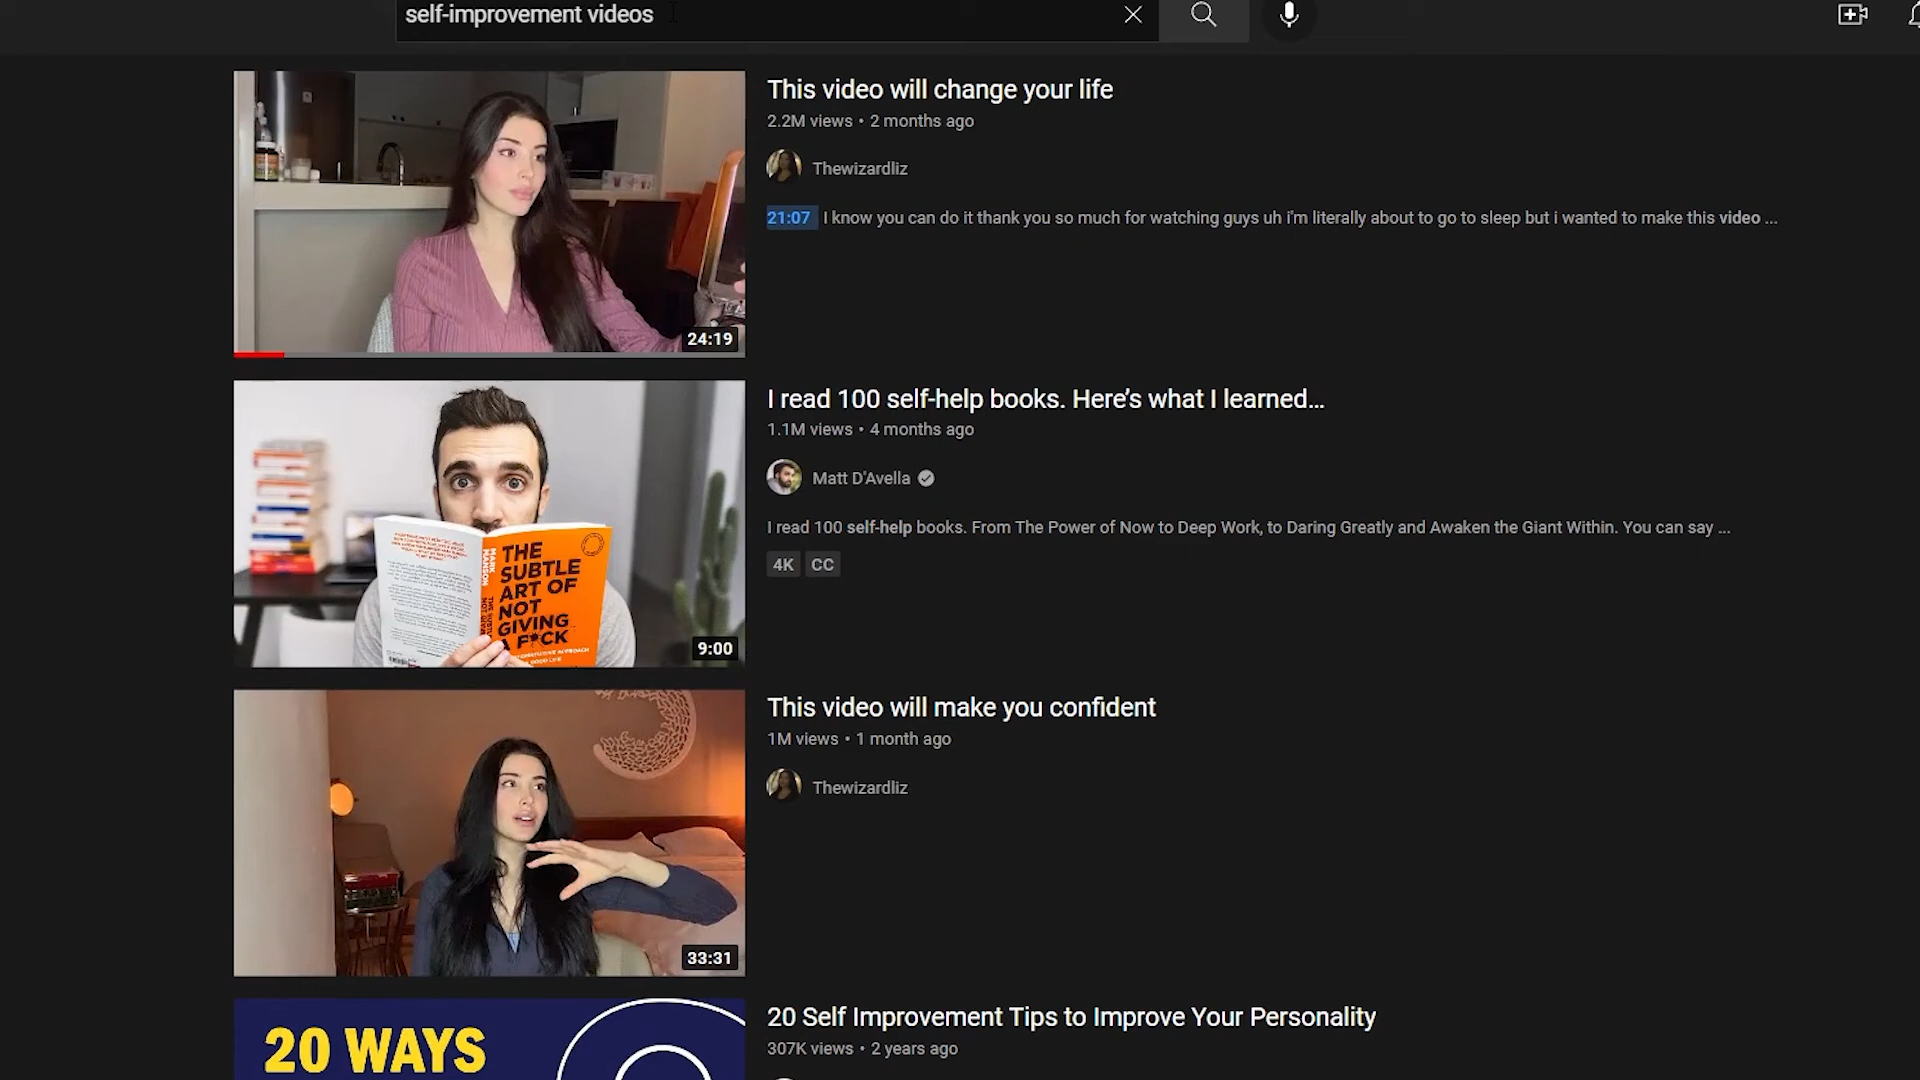 self-improvement videos
This video will change your life
2.2M views • 2 months ago
Thewizardliz
21:07 I know you can do it thank you so much for watching guys uh i'm literally about to go to sleep but i wanted to make this video ...
24:19
I read 100 self-help books. Here's what I learned...
1.1M views • 4 months ago
Matt D'Avella
I read 100 self-help books. From The Power of Now to Deep Work, to Daring Greatly and Awaken the Giant Within. You can say ...
4K CC
MARK MANSON
THE
SUBTLE
ART OF
NOT
GIVING
A F*CK
9:00
This video will make you confident
1M views • 1 month ago
Thewizardliz
33:31
20 Self Improvement Tips to Improve Your Personality
307K views • 2 years ago
20 WAYS